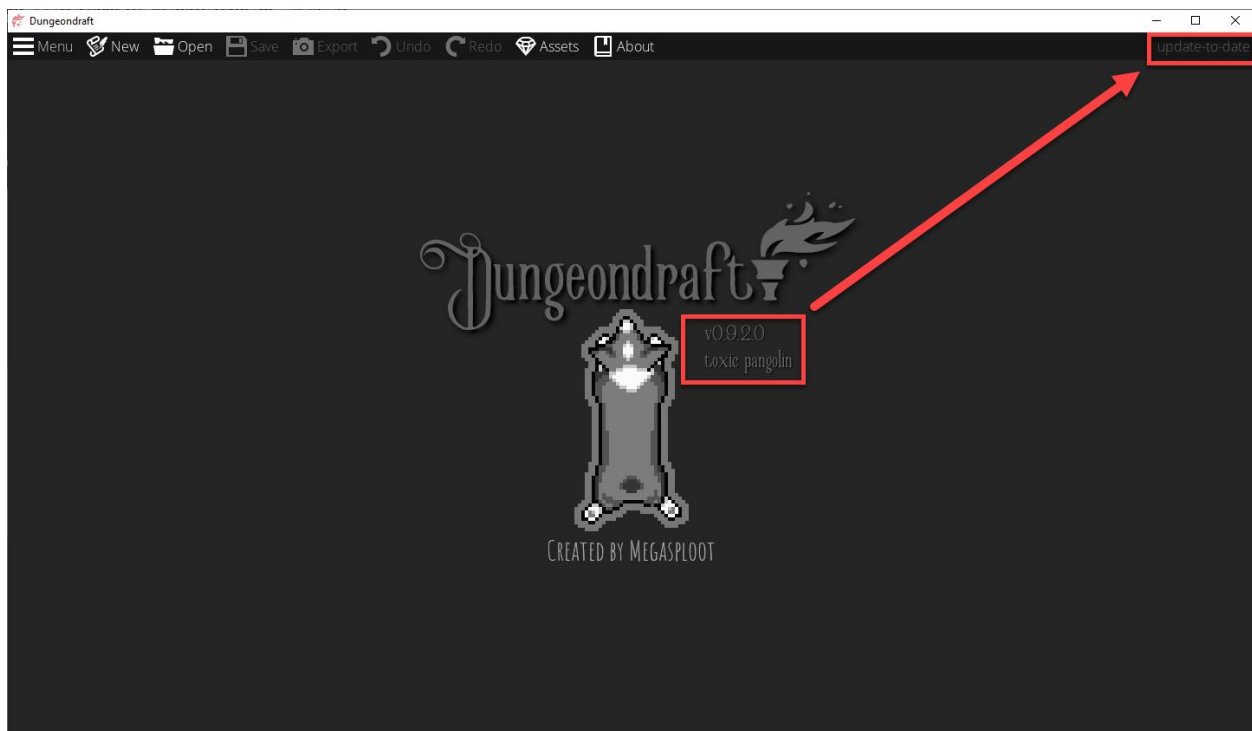 Dungeondraft
Menu New Open Save Export Undo Redo Assets About update-to-date
Dungeondraft
v0.9.2.0
toxic pangolin
Created by Megasploot